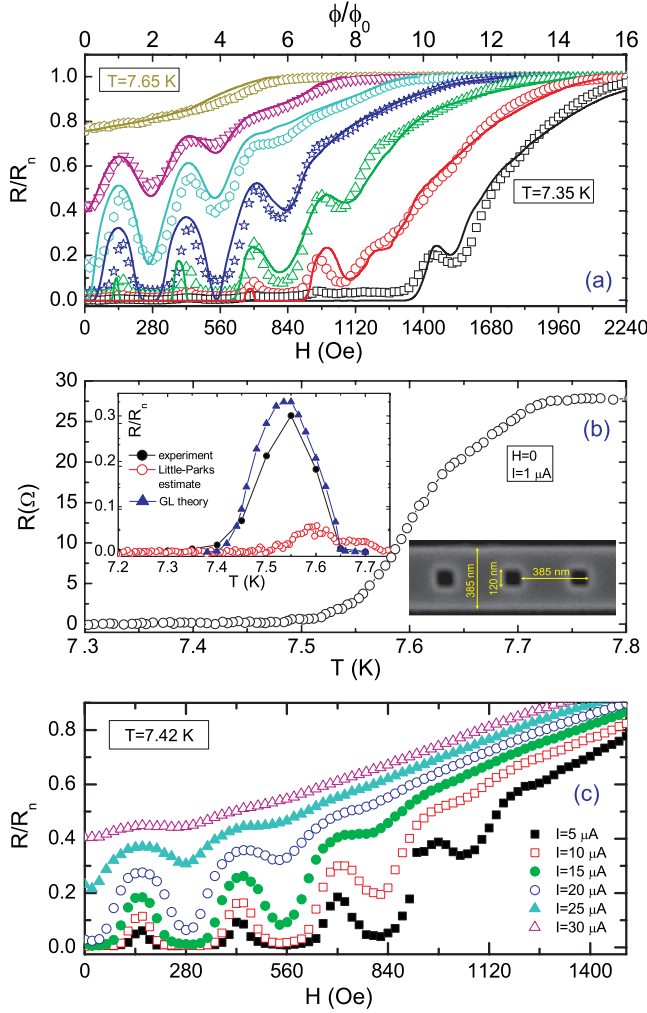 ϕ/ϕ0
0 2 4 6 8 10 12 14 16
1.0
0.8
0.6
0.4
0.2
0.0
R/Rn
T=7.65 K
T=7.35 K
(a)
0 280 560 840 1120 1400 1680 1960 2240
H (Oe)
30
25
20
15
10
5
0
R(Ω)
R/Rn
0.3
0.2
0.1
0.0
experiment
Little-Parks
estimate
GL theory
7.2 7.3 7.4 7.5 7.6 7.7
T (K)
(b)
H=0
I=1 μA
385 nm
120 nm
385 nm
7.3 7.4 7.5 7.6 7.7 7.8
T (K)
0.8
0.6
0.4
0.2
0.0
R/Rn
T=7.42 K
(c)
I=5 μA
I=10 μA
I=15 μA
I=20 μA
I=25 μA
I=30 μA
0 280 560 840 1120 1400
H (Oe)